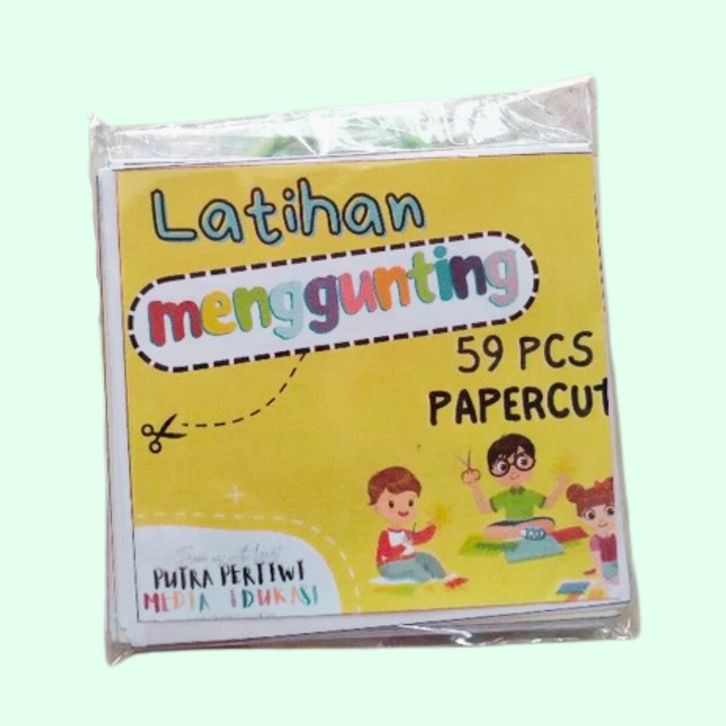 Latihan
menggunting
59 PCS
PAPERCUT
PUTRA PERTIWI
MEDIA EDUKASI